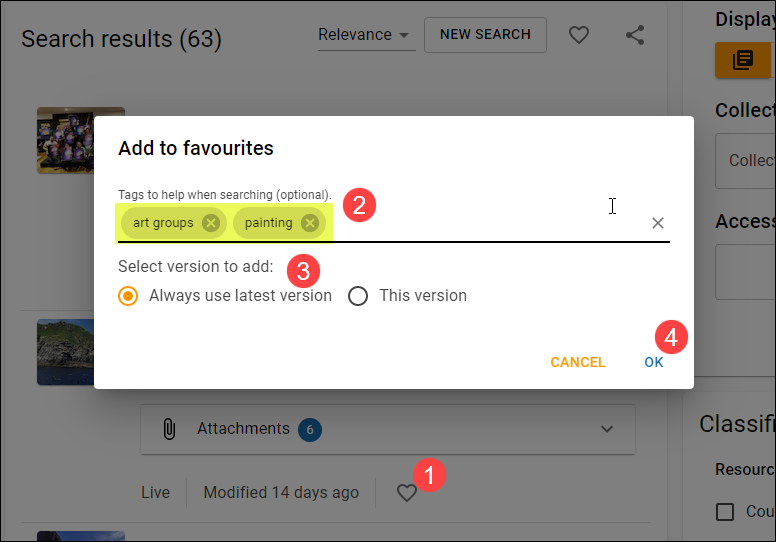 Search results (63)
Relevance
NEW SEARCH
Display
Collec
Collec
Access
Add to favourites
Tags to help when searching (optional).
2
art groups
painting
Select version to add:
3
Always use latest version
This version
4
CANCEL
OK
Attachments 6
Live
Modified 14 days ago
1
Classifi
Resourc
Cou